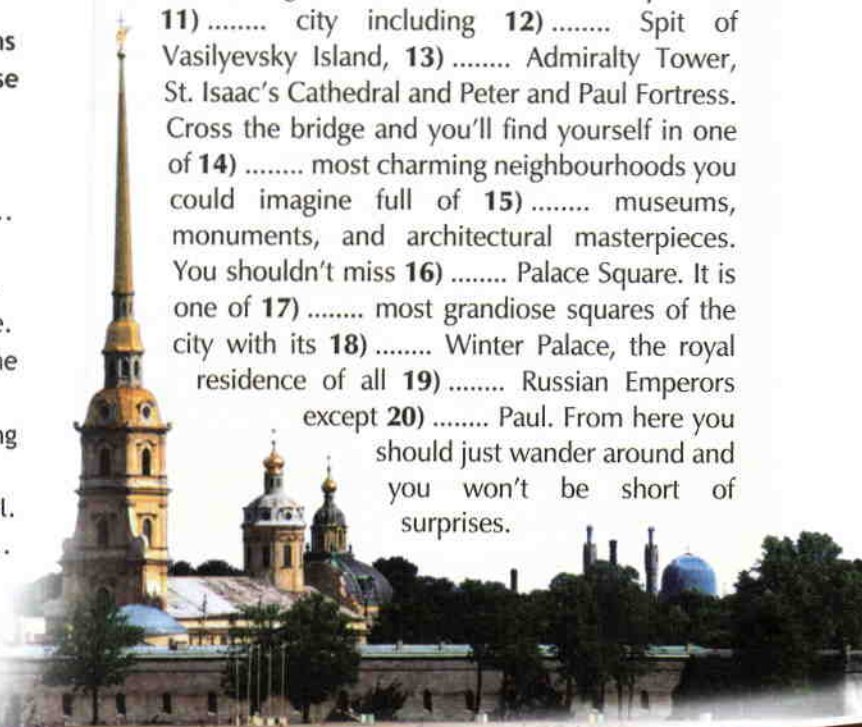 11) ........ city including 12) ........ Spit of
Vasilyevsky Island, 13) ........ Admiralty Tower,
St. Isaac's Cathedral and Peter and Paul Fortress.
Cross the bridge and you'll find yourself in one
of 14) ........ most charming neighbourhoods you
could imagine full of 15) ........ museums,
monuments, and architectural masterpieces.
You shouldn't miss 16) ........ Palace Square. It is
one of 17) ........ most grandiose squares of the
city with its 18) ........ Winter Palace, the royal
residence of all 19) ........ Russian Emperors
except 20) ........ Paul. From here you
should just wander around and
you won't be short of
surprises.